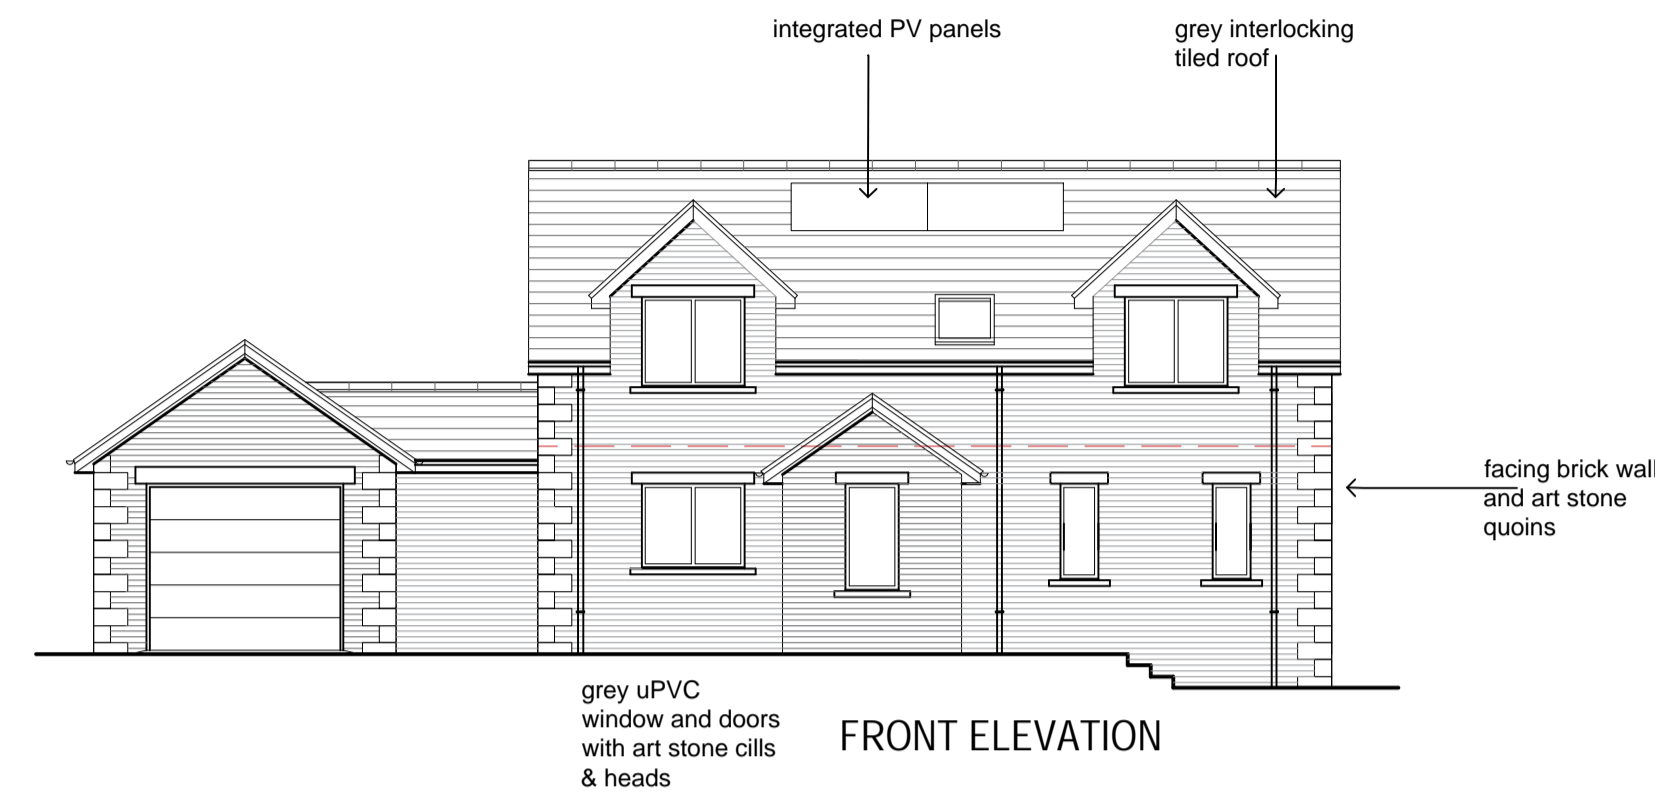 integrated PV panels
grey interlocking
tiled roof
facing brick wall
and art stone
quoins
grey uPVC
window and doors
with art stone cills
& heads
FRONT ELEVATION